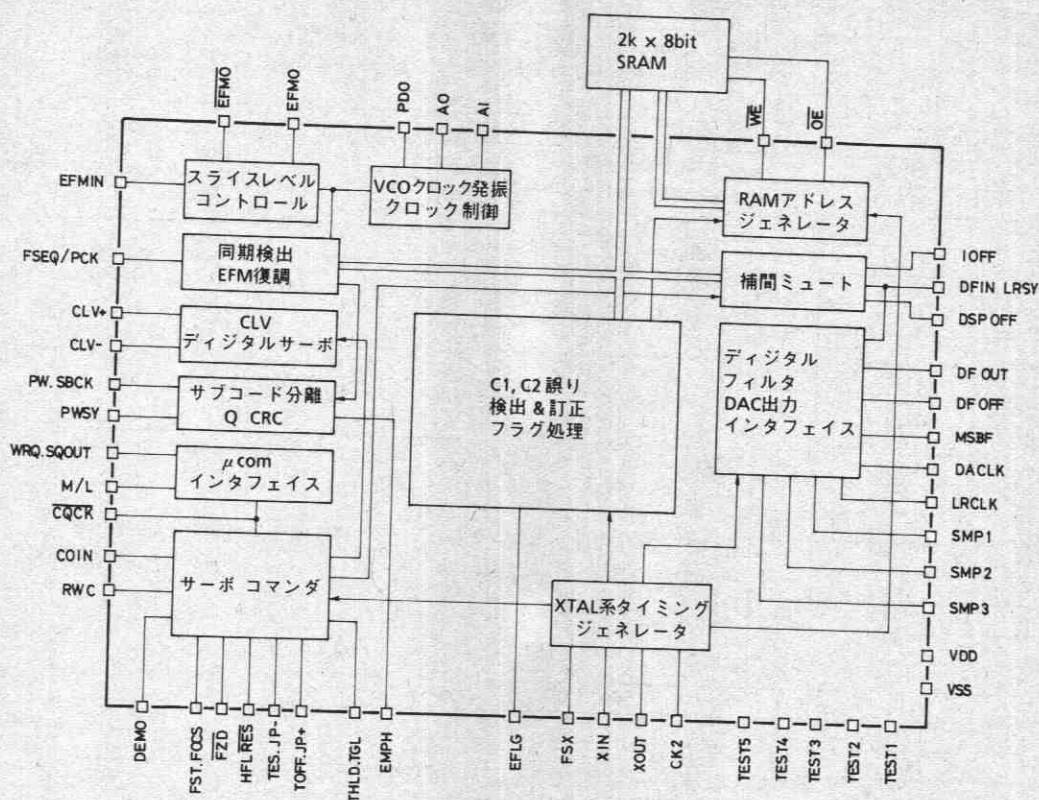 2k × 8bit
SRAM
EFMO
EFMO
PDO
AO
AI
WE
OE
EFMIN
スライスレベル
コントロール
VCOクロック発振
クロック制御
RAMアドレス
ジェネレータ
FSEQ/PCK
同期検出
EFM復調
補間ミュート
IOFF
DFIN LRSY
DSPOFF
CLV+
CLV-
CLV
ディジタルサーボ
C1, C2 誤り
検出 & 訂正
フラグ処理
ディジタル
フィルタ
DAC出力
インタフェイス
DFOUT
DFOFF
MSBF
DACLK
LRCLK
SMP1
SMP2
SMP3
VDD
VSS
PW.SBCK
PWSY
サブコード分離
Q CRC
WRQ.SQOUT
M/L
CQCK
μcom
インタフェイス
COIN
RWC
サーボ コマンダ
XTAL系タイミング
ジェネレータ
DEMO
FST.FOCS
FZD
HFL RES
TES.JP-
TOFF.JP+
THLD.TGL
EMPH
EFLG
FSX
XIN
XOUT
CK2
TEST5
TEST4
TEST3
TEST2
TEST1